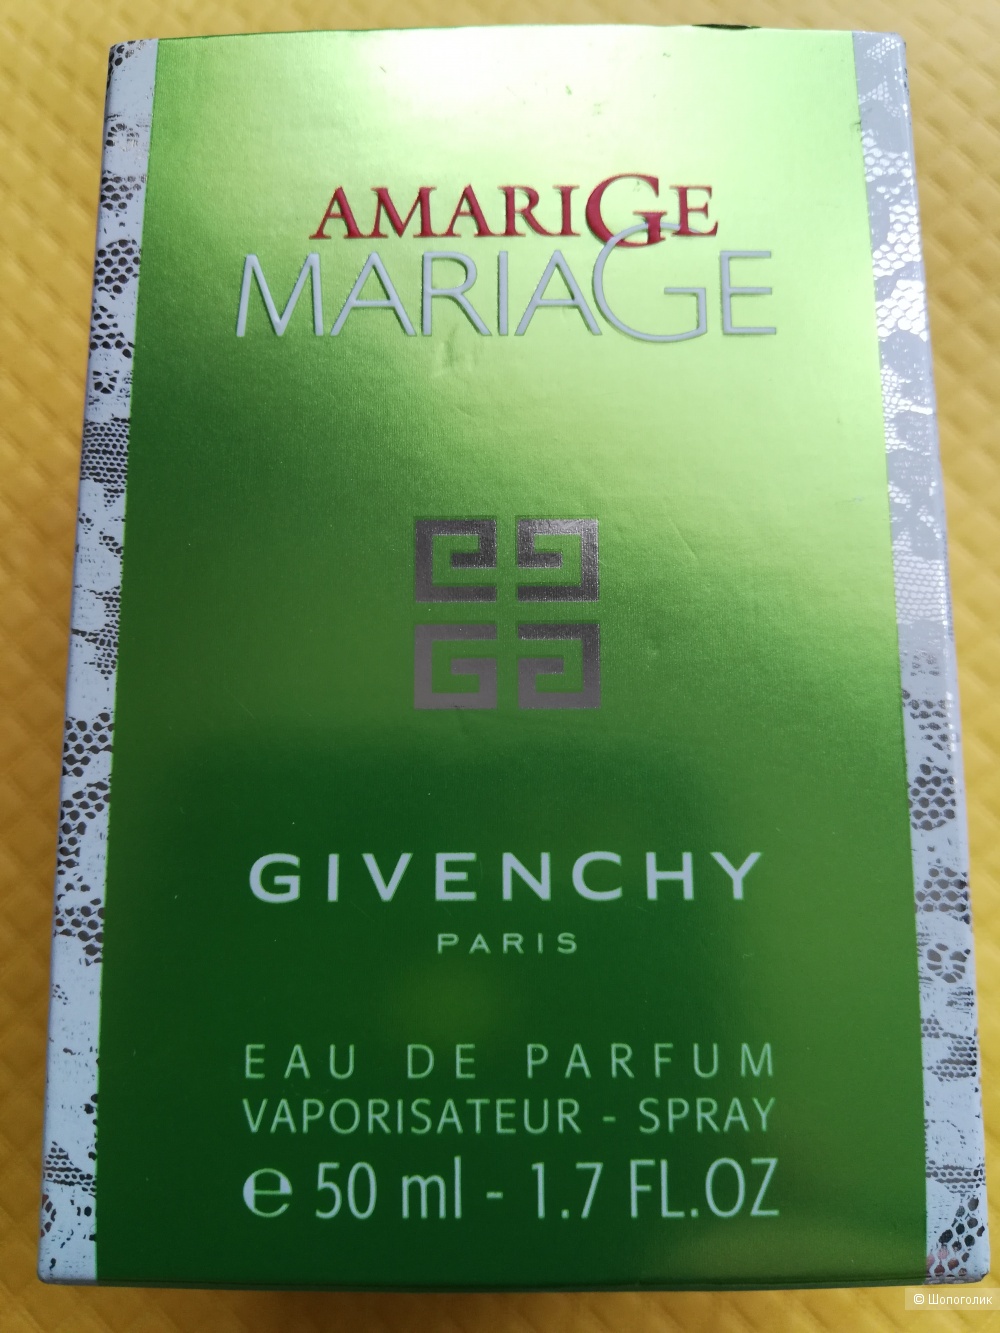 AMARIGE
MARIAGE
GIVENCHY
PARIS
EAU DE PARFUM
VAPORISATEUR - SPRAY
℮ 50 ml - 1.7 FL.OZ
© Шопоголик